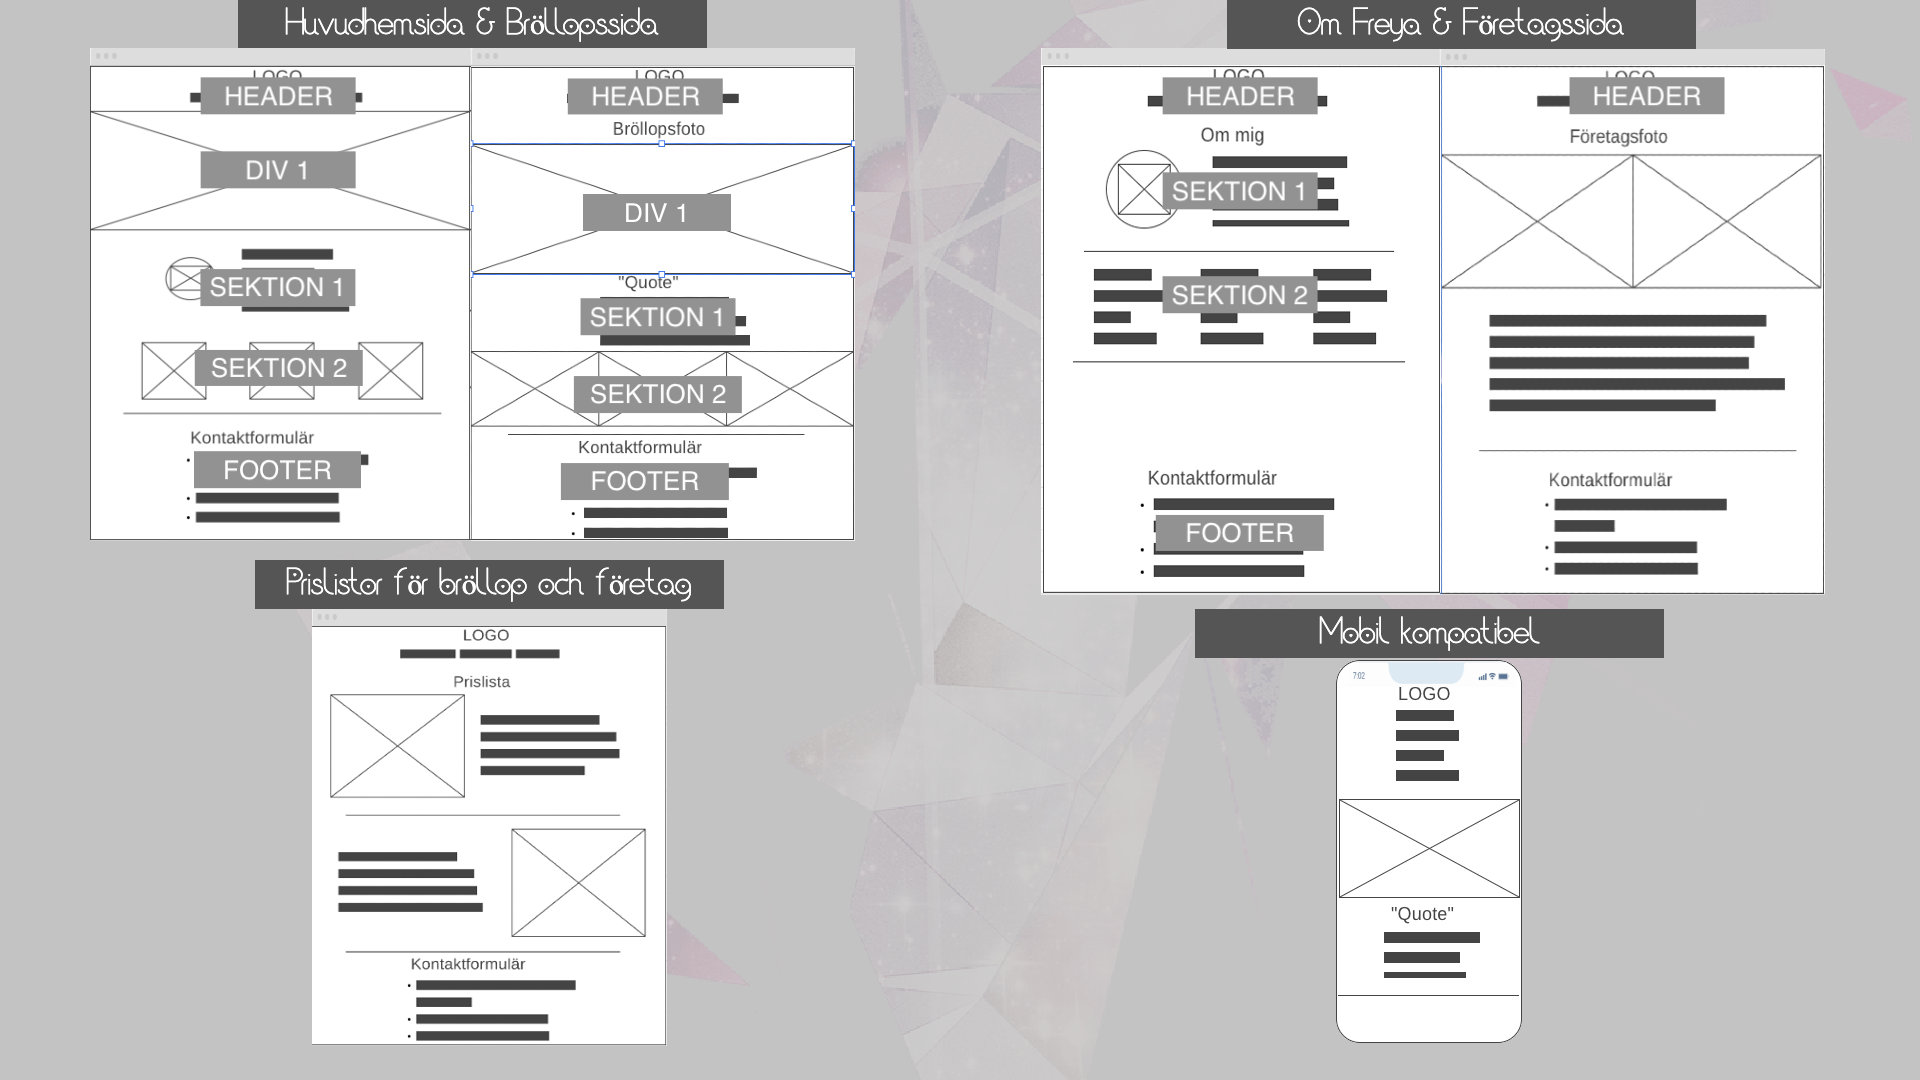 Huvudhemsida & Bröllopssida
LOGO
HEADER
DIV 1
SEKTION 1
SEKTION 2
Kontaktformulär
FOOTER
LOGO
HEADER
Bröllopsfoto
DIV 1
"Quote"
SEKTION 1
SEKTION 2
Kontaktformulär
FOOTER
Om Freya & Företagssida
LOGO
HEADER
Om mig
SEKTION 1
SEKTION 2
Kontaktformulär
FOOTER
LOGO
HEADER
Företagsfoto
Kontaktformulär
Prislistor för bröllop och företag
LOGO
Prislista
Kontaktformulär
Mobil kompatibel
7:02
LOGO
"Quote"